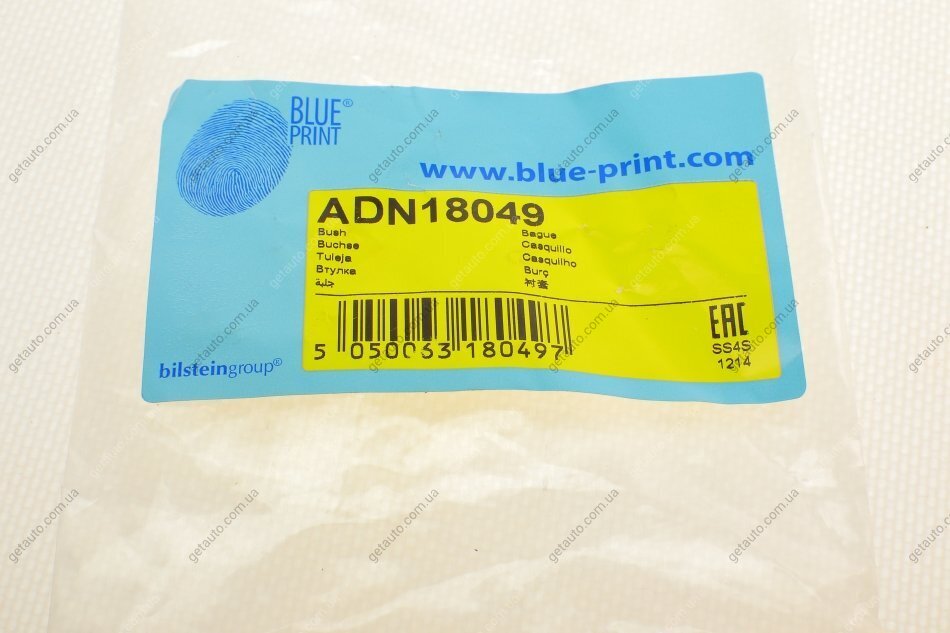 BLUE®
PRINT
www.blue-print.com
ADN18049
Bush
Buchse
Tuleja
Втулка
جلبة
Bague
Casquillo
Casquilho
Burç
衬套
5 050063 180497
EAC
SS4S
1214
bilsteingroup®
getauto.com.ua